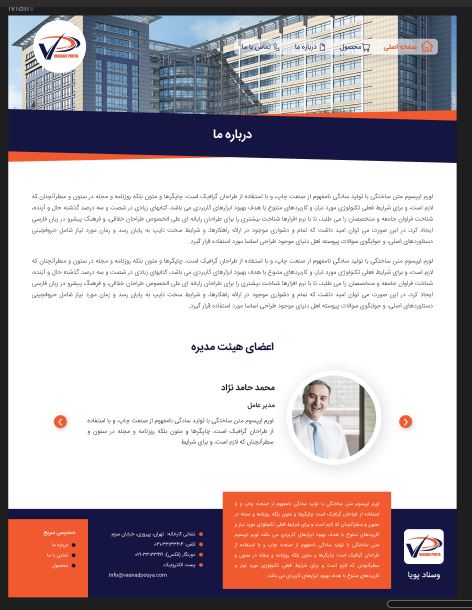 Main
VASNAD POUYA
صفحه اصلی
محصول
درباره ما
تماس با ما
درباره ما
لورم ایپسوم متن ساختگی با تولید سادگی نامفهوم از صنعت چاپ، و با استفاده از طراحان گرافیک است، چاپگرها و متون بلکه روزنامه و مجله در ستون و سطرآنچنان که
لازم است، و برای شرایط فعلی تکنولوژی مورد نیاز، و کاربردهای متنوع با هدف بهبود ابزارهای کاربردی می باشد، کتابهای زیادی در شصت و سه درصد گذشته حال و آینده،
شناخت فراوان جامعه و متخصصان را می طلبد، تا با نرم افزارها شناخت بیشتری را برای طراحان رایانه ای علی الخصوص طراحان خلاقی، و فرهنگ پیشرو در زبان فارسی
ایجاد کرد، در این صورت می توان امید داشت که تمام و دشواری موجود در ارائه راهکارها، و شرایط سخت تایپ به پایان رسد و زمان مورد نیاز شامل حروفچینی
دستاوردهای اصلی، و جوابگوی سوالات پیوسته اهل دنیای موجود طراحی اساسا مورد استفاده قرار گیرد.
لورم ایپسوم متن ساختگی با تولید سادگی نامفهوم از صنعت چاپ، و با استفاده از طراحان گرافیک است، چاپگرها و متون بلکه روزنامه و مجله در ستون و سطرآنچنان که
لازم است، و برای شرایط فعلی تکنولوژی مورد نیاز، و کاربردهای متنوع با هدف بهبود ابزارهای کاربردی می باشد، کتابهای زیادی در شصت و سه درصد گذشته حال و آینده،
شناخت فراوان جامعه و متخصصان را می طلبد، تا با نرم افزارها شناخت بیشتری را برای طراحان رایانه ای علی الخصوص طراحان خلاقی، و فرهنگ پیشرو در زبان فارسی
ایجاد کرد، در این صورت می توان امید داشت که تمام و دشواری موجود در ارائه راهکارها، و شرایط سخت تایپ به پایان رسد و زمان مورد نیاز شامل حروفچینی
دستاوردهای اصلی، و جوابگوی سوالات پیوسته اهل دنیای موجود طراحی اساسا مورد استفاده قرار گیرد.
اعضای هیئت مدیره
محمد حامد نژاد
مدیر عامل
لورم ایپسوم متن ساختگی با تولید سادگی نامفهوم از صنعت چاپ، و با استفاده
از طراحان گرافیک است، چاپگرها و متون بلکه روزنامه و مجله در ستون و
سطرآنچنان که لازم است، و برای شرایط
VASNAD POUYA
وسناد پویا
لورم ایپسوم متن ساختگی با تولید سادگی نامفهوم از صنعت چاپ، و با
استفاده از طراحان گرافیک است، چاپگرها و متون بلکه روزنامه و مجله در
ستون و سطرآنچنان که لازم است، و برای شرایط فعلی تکنولوژی مورد نیاز
و کاربردهای متنوع با هدف بهبود ابزارهای کاربردی می باشد لورم ایپسوم
متن ساختگی با تولید سادگی نامفهوم از صنعت چاپ، و با استفاده از
طراحان گرافیک است، چاپگرها و متون بلکه روزنامه و مجله در ستون و
سطرآنچنان که لازم است، و برای شرایط فعلی تکنولوژی مورد نیاز و
کاربردهای متنوع با هدف بهبود ابزارهای کاربردی می باشد
نشانی کارخانه: تهران، پیروزی، خیابان سوم
تلفن:
دورنگار (فکس):
پست الکترونیک:
info@vasnadpouya.com
دسترسی سریع
درباره ما
تماس با ما
محصول